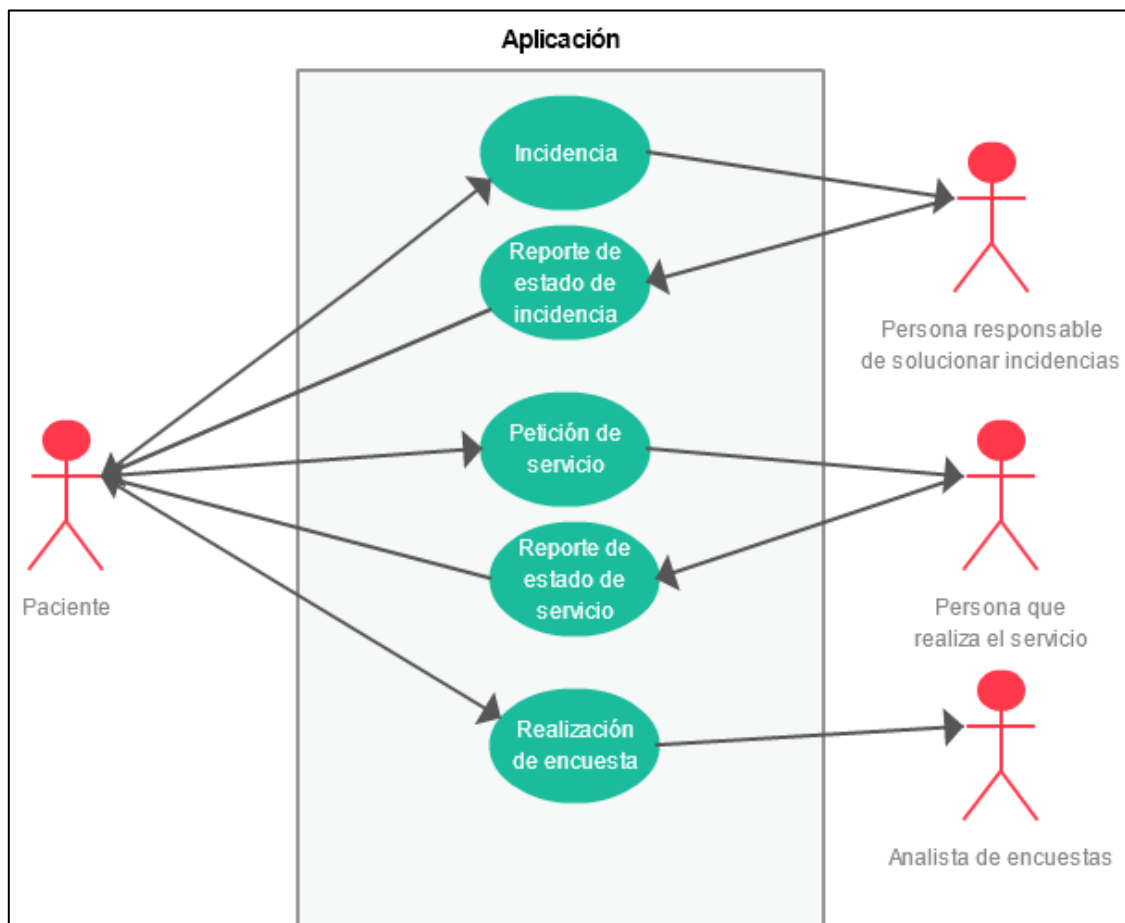 Aplicación
Incidencia
Reporte de
estado de
incidencia
Persona responsable
de solucionar incidencias
Petición de
servicio
Reporte de
estado de
servicio
Paciente
Persona que
realiza el servicio
Realización
de encuesta
Analista de encuestas